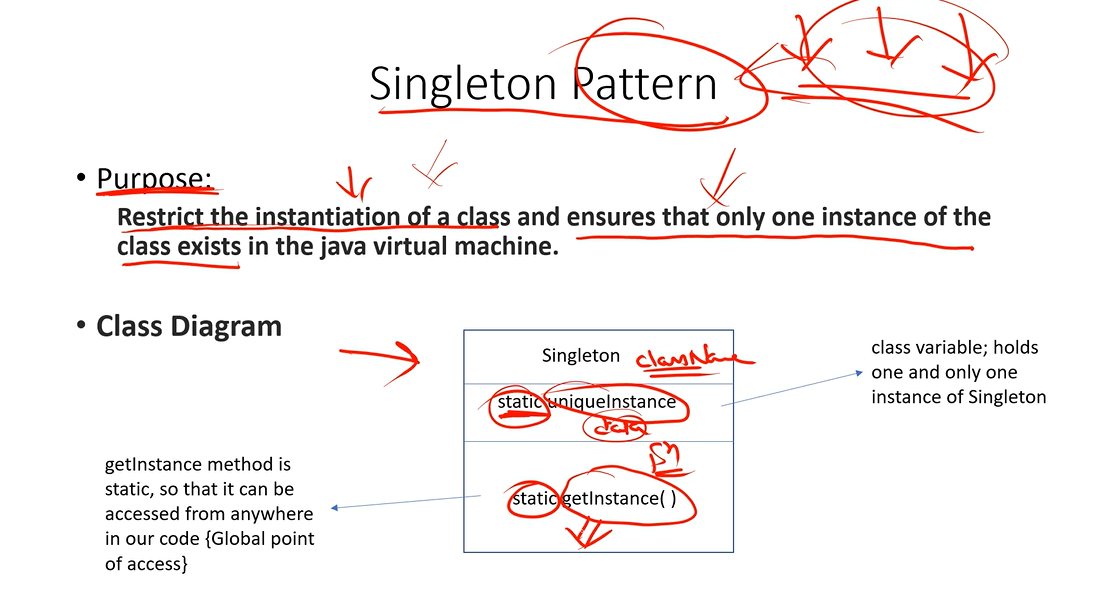 Singleton Pattern
• Purpose:
Restrict the instantiation of a class and ensures that only one instance of the
class exists in the java virtual machine.
• Class Diagram
Singleton className
static uniqueInstance
data
static getInstance( )
class variable; holds
one and only one
instance of Singleton
getInstance method is
static, so that it can be
accessed from anywhere
in our code {Global point
of access}